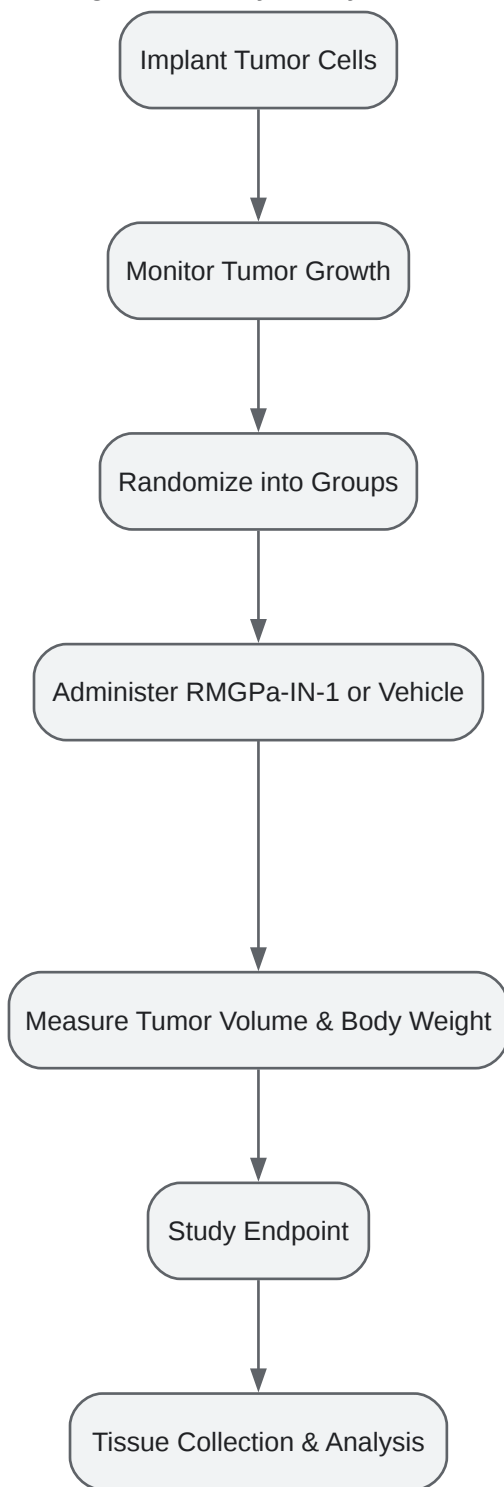 Implant Tumor Cells
Monitor Tumor Growth
Randomize into Groups
Administer RMGPa-IN-1 or Vehicle
Measure Tumor Volume & Body Weight
Study Endpoint
Tissue Collection & Analysis